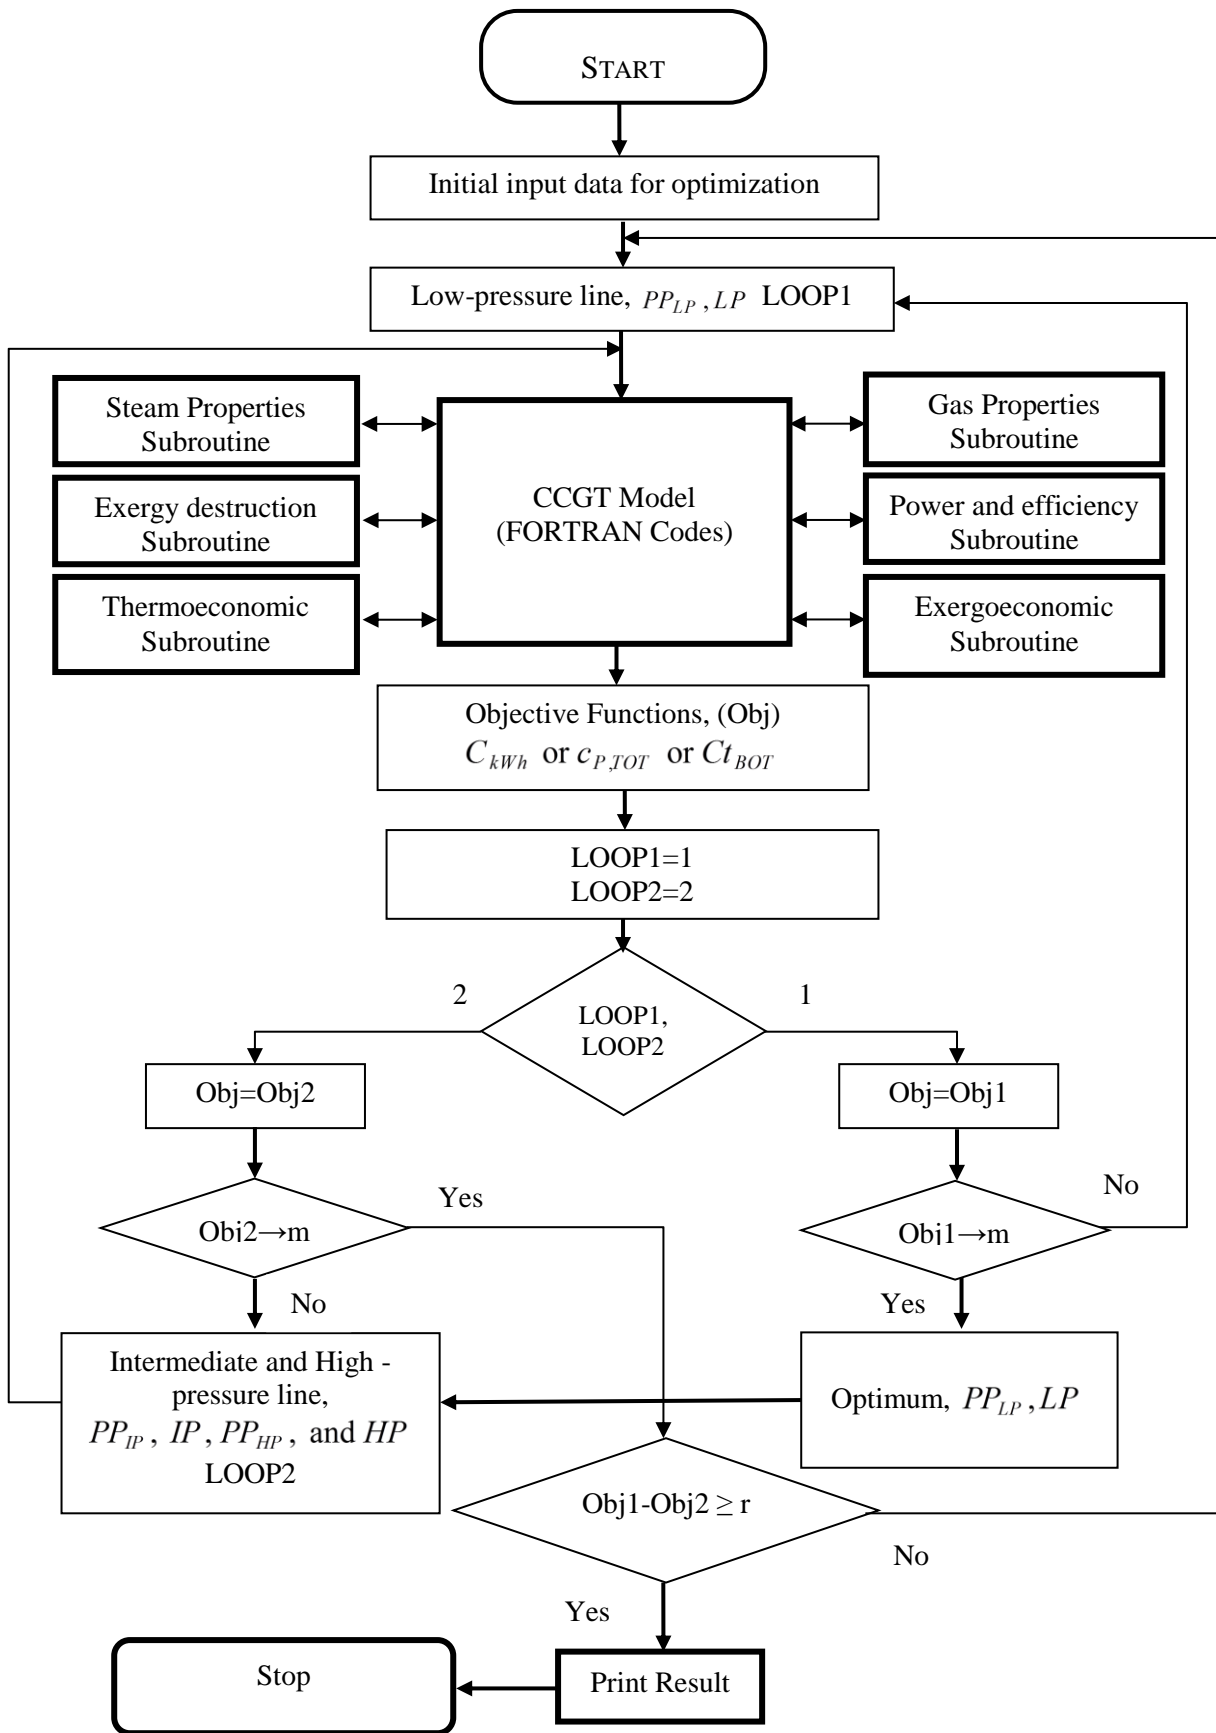 START
Initial input data for optimization
Low-pressure line, PP_LP, LP LOOP1
Steam Properties
Subroutine
Gas Properties
Subroutine
Exergy destruction
Subroutine
CCGT Model
(FORTRAN Codes)
Power and efficiency
Subroutine
Thermoeconomic
Subroutine
Exergoeconomic
Subroutine
Objective Functions, (Obj)
C_kWh or c_P,TOT or Ct_BOT
LOOP1=1
LOOP2=2
2
1
LOOP1,
LOOP2
Obj=Obj2
Obj=Obj1
Yes
No
Obj2→m
Obj1→m
No
Yes
Intermediate and High -
pressure line,
PP_IP, IP, PP_HP, and HP
LOOP2
Optimum, PP_LP, LP
Obj1-Obj2 ≥ r
No
Yes
Stop
Print Result